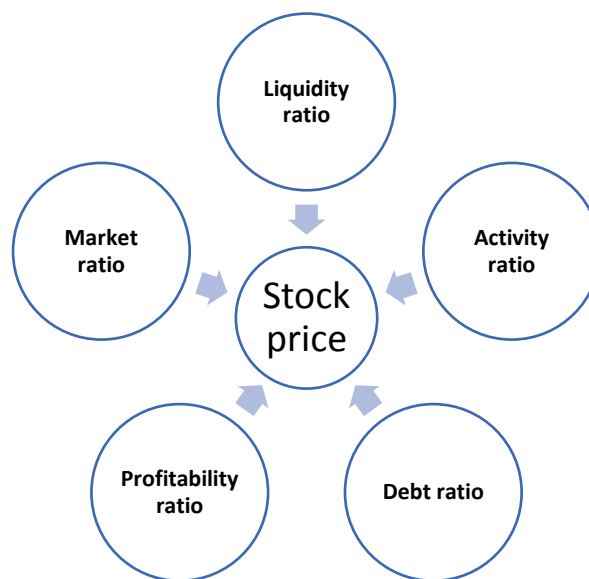 Liquidity
ratio
Market
ratio
Activity
ratio
Stock
price
Profitability
ratio
Debt ratio